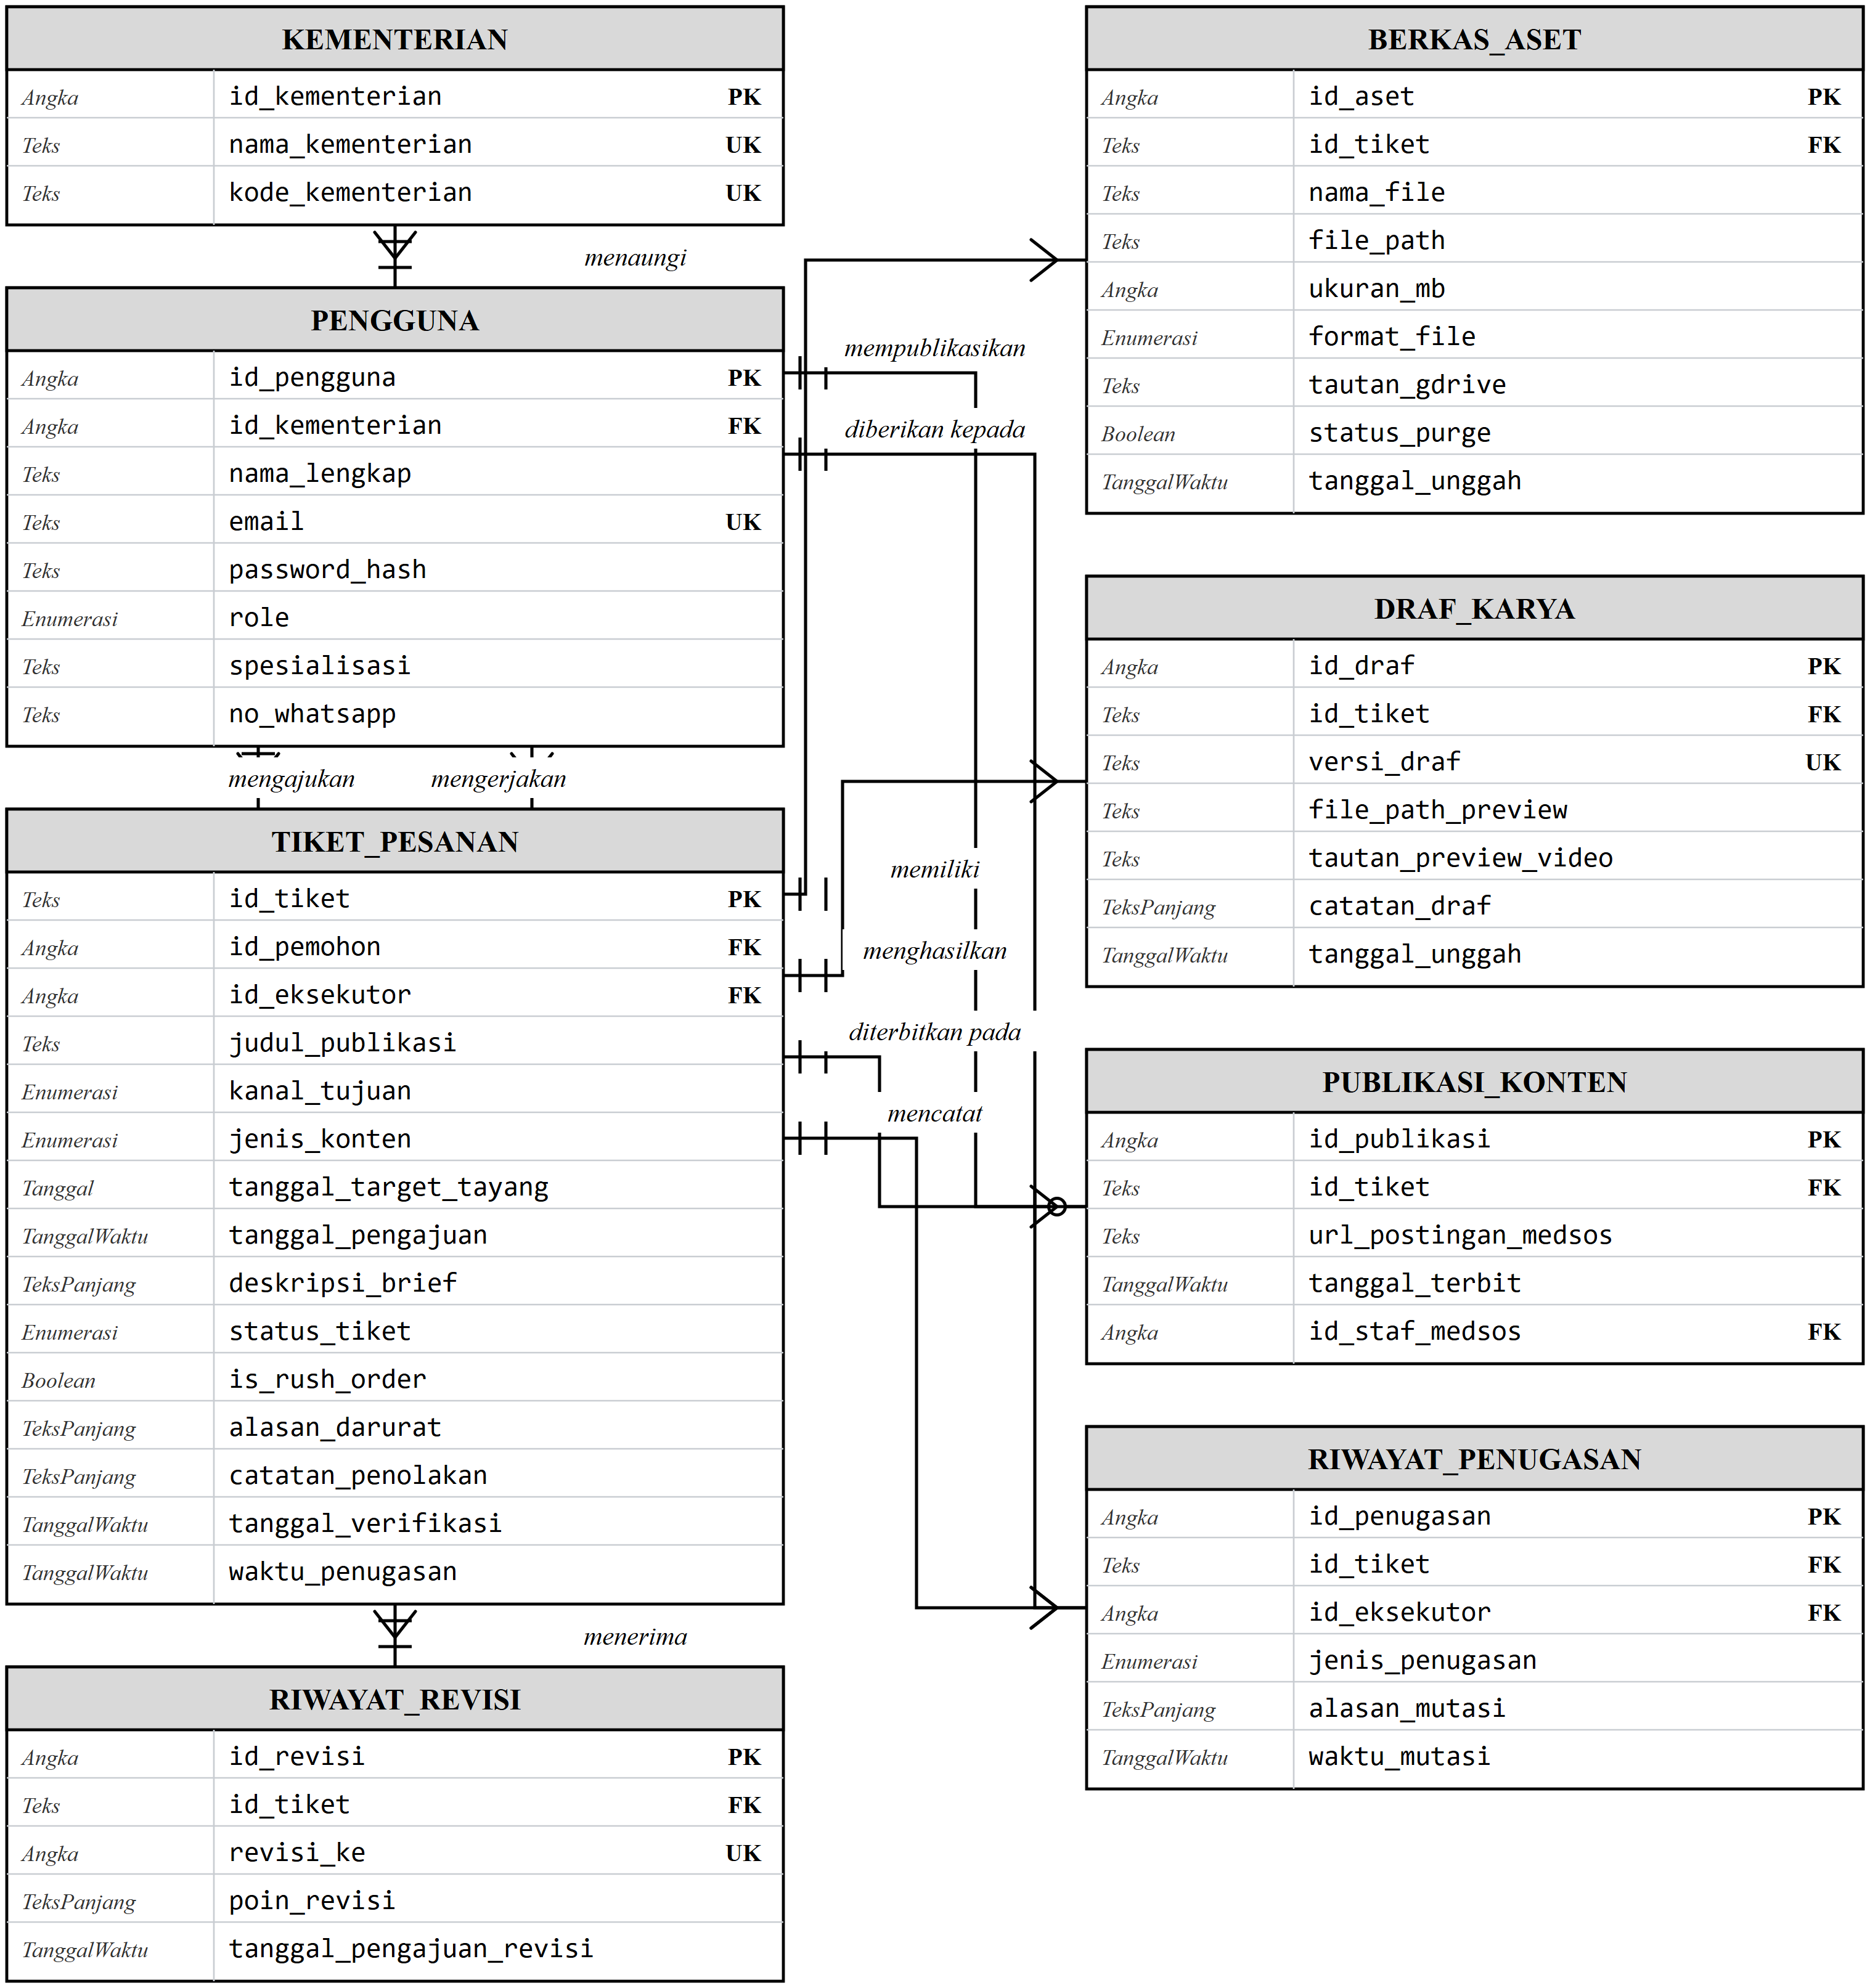 KEMENTERIAN
Angka id_kementerian PK
Teks nama_kementerian UK
Teks kode_kementerian UK
menaungi
PENGGUNA
Angka id_pengguna PK
Angka id_kementerian FK
Teks nama_lengkap
Teks email UK
Teks password_hash
Enumerasi role
Teks spesialisasi
Teks no_whatsapp
mengajukan mengerjakan
TIKET_PESANAN
Teks id_tiket PK
Angka id_pemohon FK
Angka id_eksekutor FK
Teks judul_publikasi
Enumerasi kanal_tujuan
Enumerasi jenis_konten
Tanggal tanggal_target_tayang
TanggalWaktu tanggal_pengajuan
TeksPanjang deskripsi_brief
Enumerasi status_tiket
Boolean is_rush_order
TeksPanjang alasan_darurat
TeksPanjang catatan_penolakan
TanggalWaktu tanggal_verifikasi
TanggalWaktu waktu_penugasan
menerima
RIWAYAT_REVISI
Angka id_revisi PK
Teks id_tiket FK
Angka revisi_ke UK
TeksPanjang poin_revisi
TanggalWaktu tanggal_pengajuan_revisi
mempublikasikan
diberikan kepada
memiliki
menghasilkan
diterbitkan pada
mencatat
BERKAS_ASET
Angka id_aset PK
Teks id_tiket FK
Teks nama_file
Teks file_path
Angka ukuran_mb
Enumerasi format_file
Teks tautan_gdrive
Boolean status_purge
TanggalWaktu tanggal_unggah
DRAF_KARYA
Angka id_draf PK
Teks id_tiket FK
Teks versi_draf UK
Teks file_path_preview
Teks tautan_preview_video
TeksPanjang catatan_draf
TanggalWaktu tanggal_unggah
PUBLIKASI_KONTEN
Angka id_publikasi PK
Teks id_tiket FK
Teks url_postingan_medsos
TanggalWaktu tanggal_terbit
Angka id_staf_medsos FK
RIWAYAT_PENUGASAN
Angka id_penugasan PK
Teks id_tiket FK
Angka id_eksekutor FK
Enumerasi jenis_penugasan
TeksPanjang alasan_mutasi
TanggalWaktu waktu_mutasi